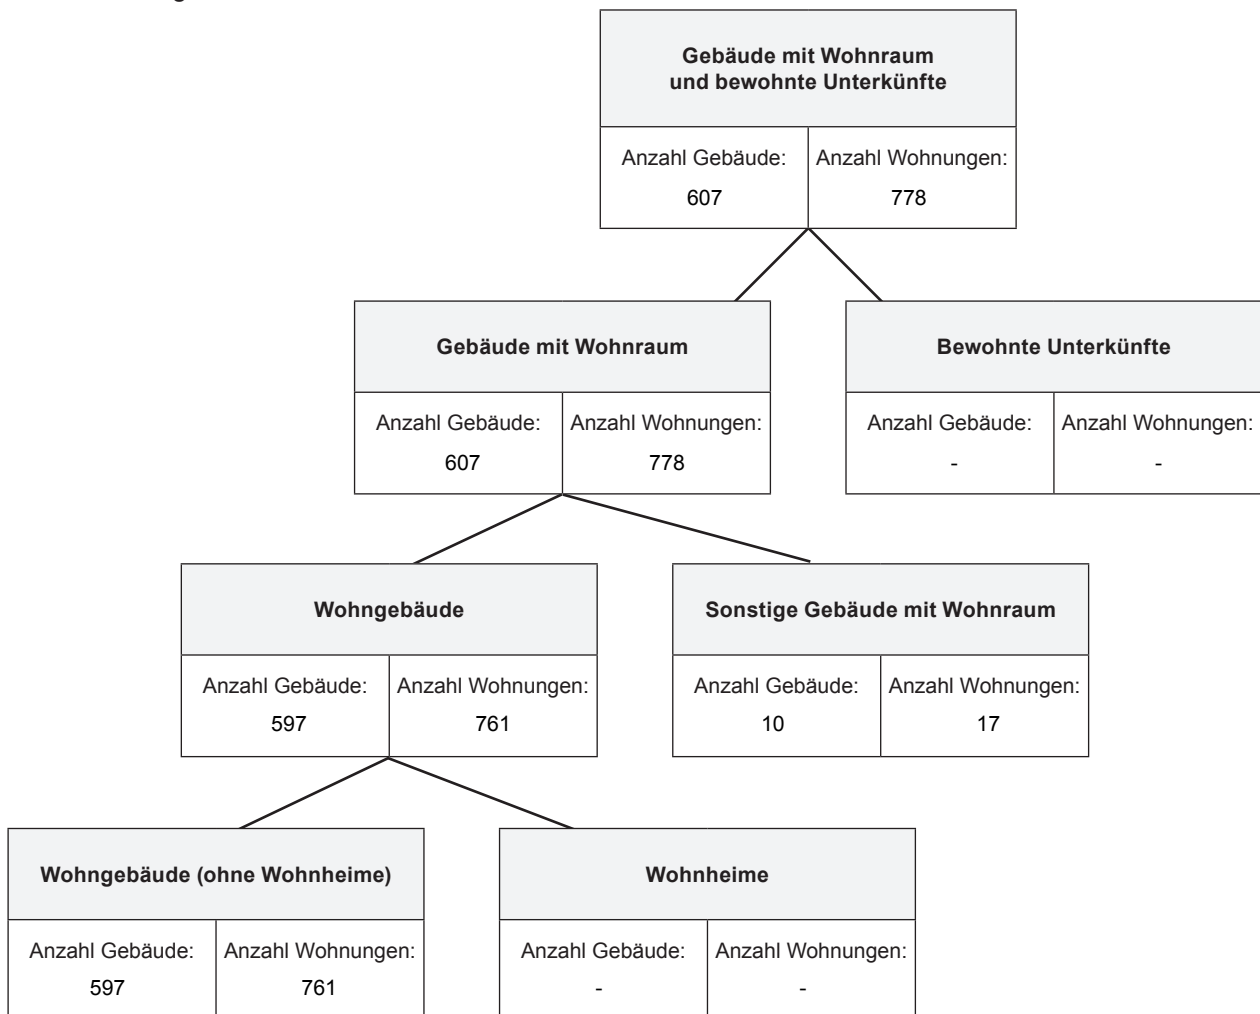 Gebäude mit Wohnraum
und bewohnte Unterkünfte
Anzahl Gebäude: Anzahl Wohnungen:
607 778
Gebäude mit Wohnraum Bewohnte Unterkünfte
Anzahl Gebäude: Anzahl Wohnungen: Anzahl Gebäude: Anzahl Wohnungen:
607 778 - -
Wohngebäude Sonstige Gebäude mit Wohnraum
Anzahl Gebäude: Anzahl Wohnungen: Anzahl Gebäude: Anzahl Wohnungen:
597 761 10 17
Wohngebäude (ohne Wohnheime) Wohnheime
Anzahl Gebäude: Anzahl Wohnungen: Anzahl Gebäude: Anzahl Wohnungen:
597 761 - -